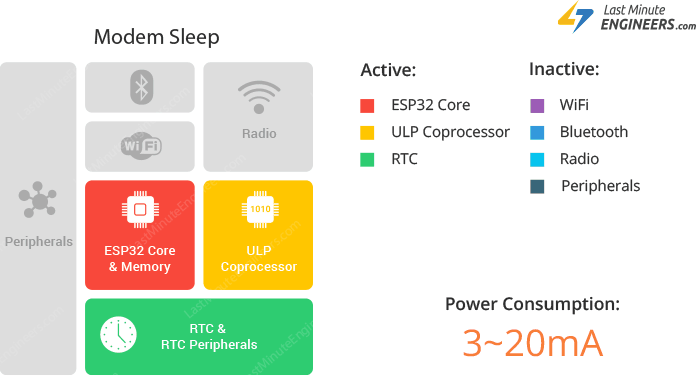 Last Minute
ENGINEERS.com
Modem Sleep
Active:
Inactive:
WiFi
Radio
Peripherals
ESP32 Core
& Memory
1010
ULP
Coprocessor
RTC &
RTC Peripherals
ESP32 Core
ULP Coprocessor
RTC
WiFi
Bluetooth
Radio
Peripherals
Power Consumption:
3~20mA